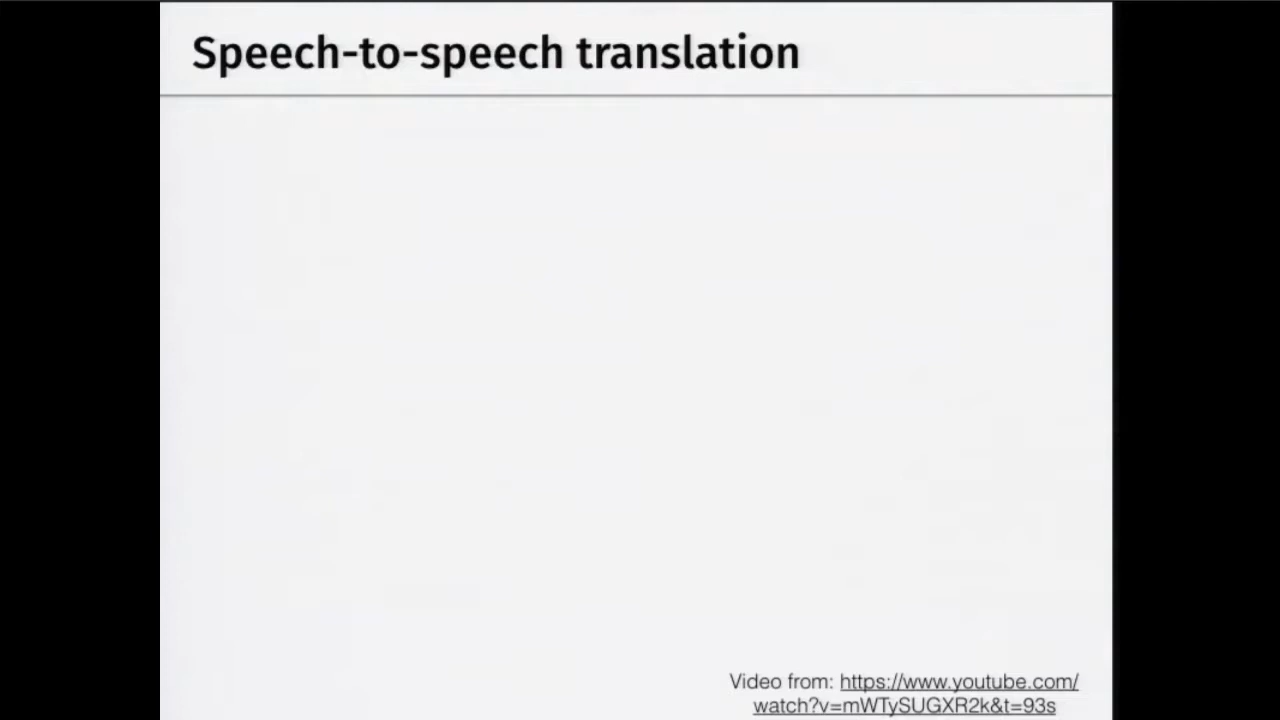 Speech-to-speech translation
Video from: https://www.youtube.com/
watch?v=mWTySUGXR2k&t=93s